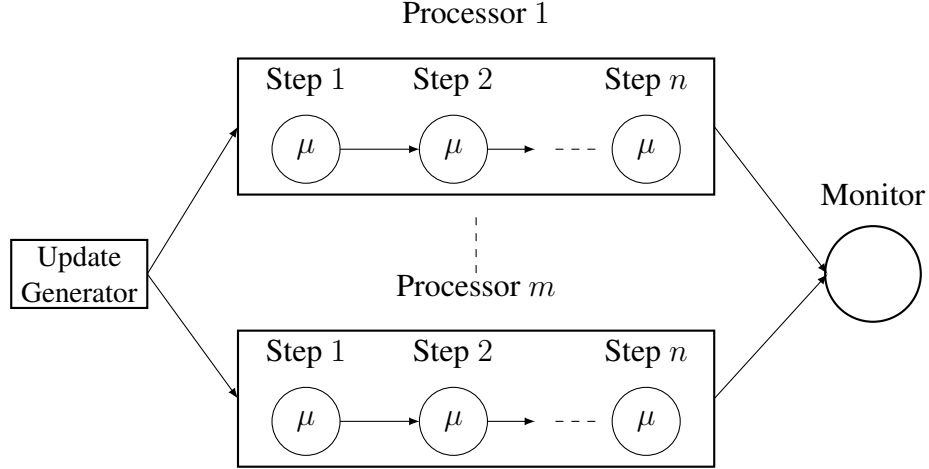 Processor 1
Step 1 Step 2 Step n
μ μ μ
Monitor
Update
Generator
Processor m
Step 1 Step 2 Step n
μ μ μ